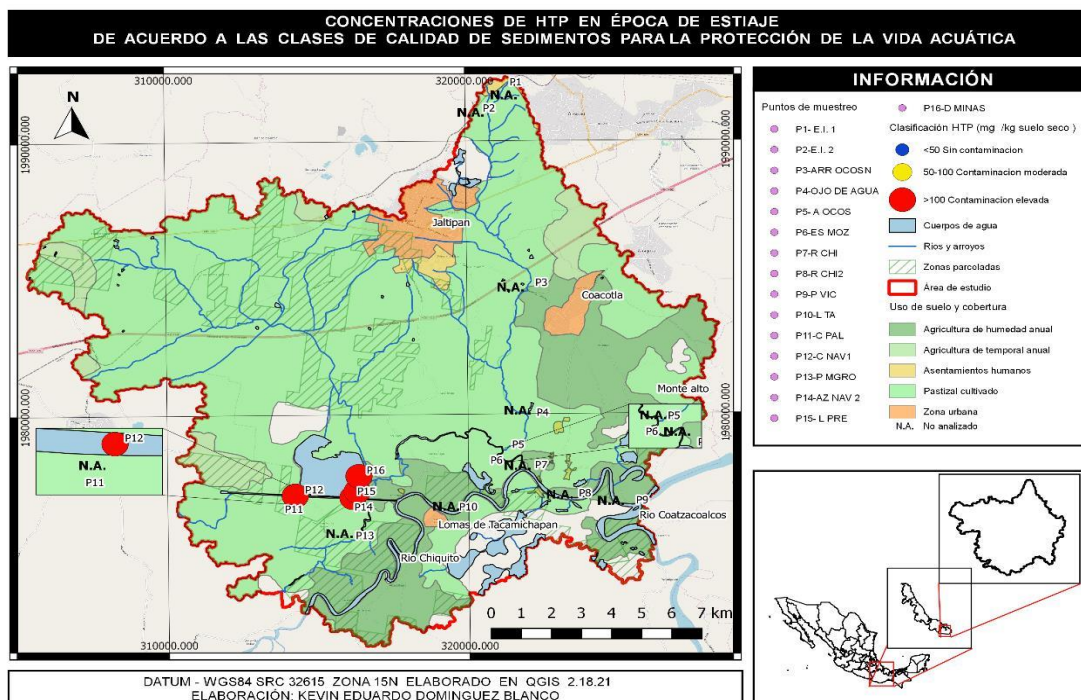 CONCENTRACIONES DE HTP EN ÉPOCA DE ESTIAJE
DE ACUERDO A LAS CLASES DE CALIDAD DE SEDIMENTOS PARA LA PROTECCIÓN DE LA VIDA ACUÁTICA
310000.000
320000.000
N
1990000.000
1990000.000
N.A.
P1
N.A.
P2
Jaltipan
N.A.
P3
Coacotla
Monte alto
1980000.000
1980000.000
N.A.
P4
N.A.
P5
P6
N.A.
P12
N.A.
P11
P5
P6
N.A.
P7
P16
P12
P15
P11
P14
N.A.
P10
N.A.
P8
N.A.
P9
Rio Coatzacoalcos
Lomas de Tacamichapan
N.A.
P13
Rio Chiquito
0 1 2 3 4 5 6 7 km
310000.000
320000.000
DATUM - WGS84 SRC 32615 ZONA 15N ELABORADO EN QGIS 2.18.21
ELABORACIÓN: KEVIN EDUARDO DOMINGUEZ BLANCO
INFORMACIÓN
Puntos de muestreo
P1- E.I. 1
P2-E.I. 2
P3-ARR OCOSN
P4-OJO DE AGUA
P5- A OCOS
P6-ES MOZ
P7-R CHI
P8-R CHI2
P9-P VIC
P10-L TA
P11-C PAL
P12-C NAV1
P13-P MGRO
P14-AZ NAV 2
P15- L PRE
P16-D MINAS
Clasificación HTP (mg /kg suelo seco )
<50 Sin contaminacion
50-100 Contaminacion moderada
>100 Contaminacion elevada
Cuerpos de agua
Rios y arroyos
Zonas parceladas
Área de estudio
Uso de suelo y cobertura
Agricultura de humedad anual
Agricultura de temporal anual
Asentamientos humanos
Pastizal cultivado
Zona urbana
N.A. No analizado